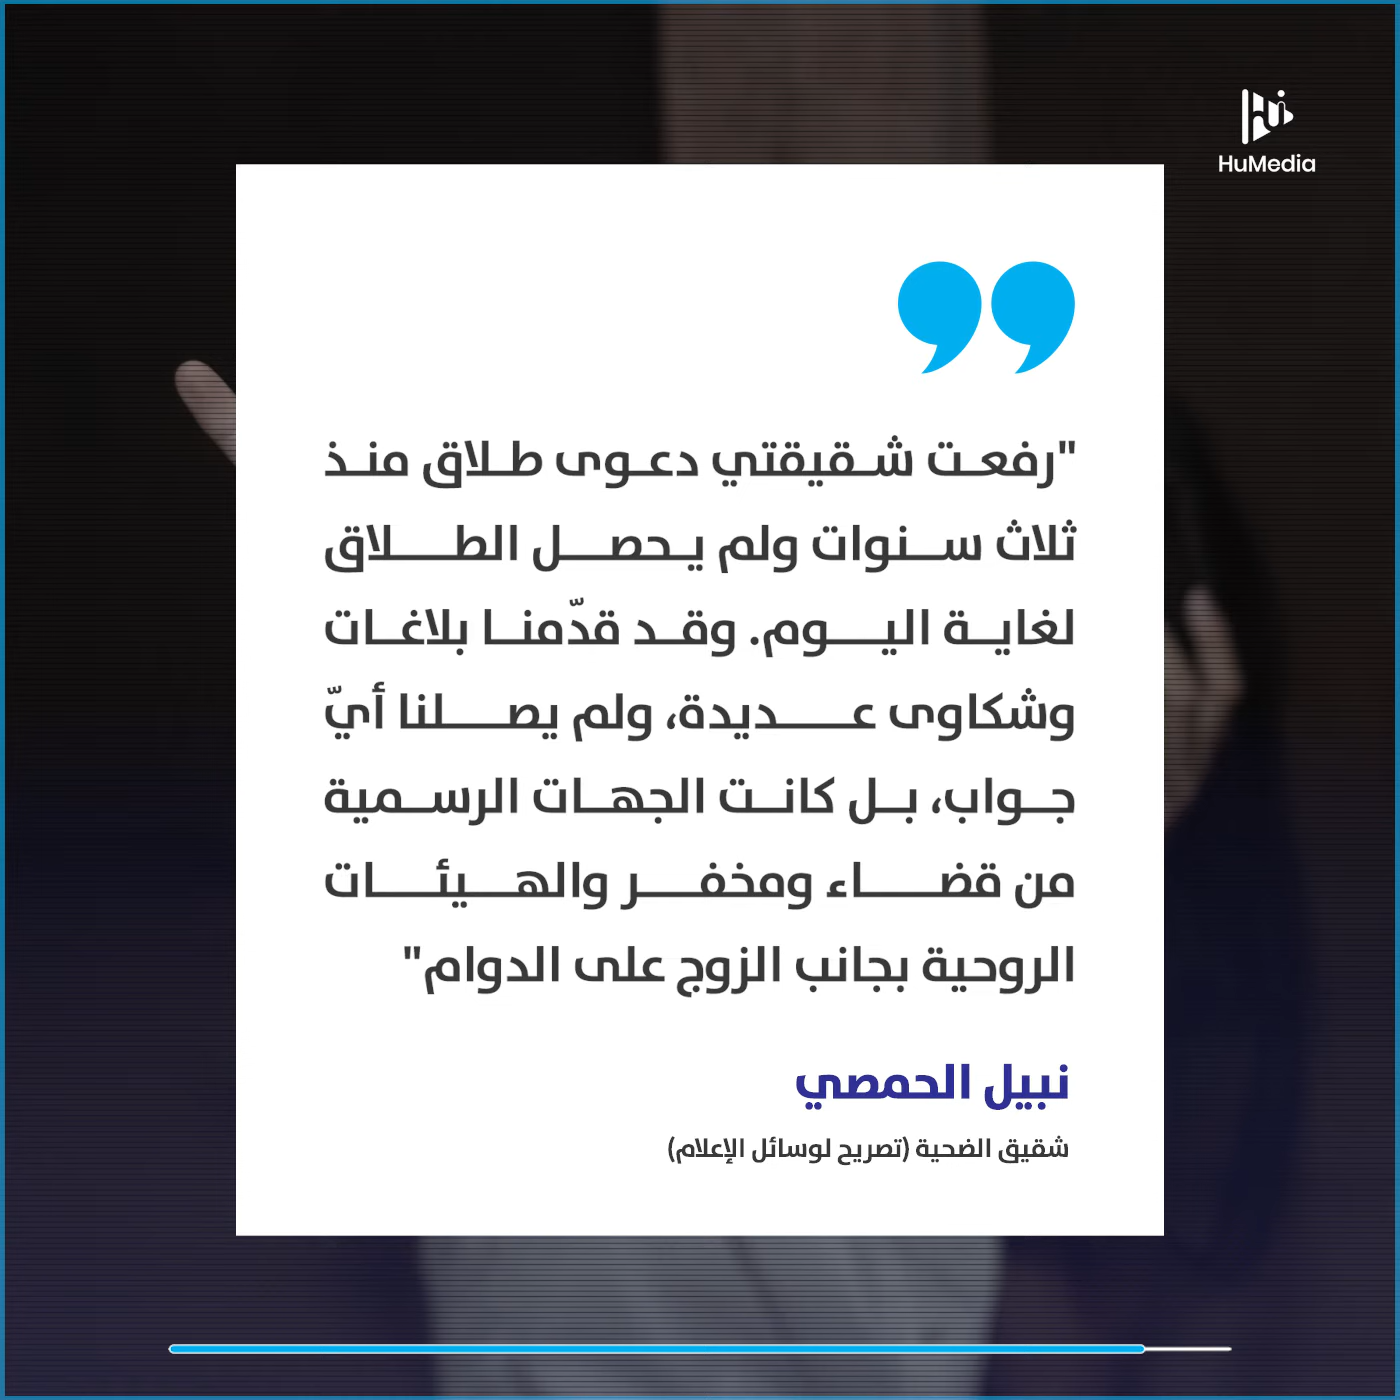 HuMedia
"رفعت شقيقتي دعوى طلاق منذ
ثلاث سنوات ولم يحصل الطلاق
لغاية اليوم. وقد قدّمنا بلاغات
وشكاوى عديدة، ولم يصلنا أيّ
جواب، بل كانت الجهات الرسمية
من قضاء ومخفر والهيئات
الروحية بجانب الزوج على الدوام"
نبيل الحمصي
شقيق الضحية (تصريح لوسائل الإعلام)